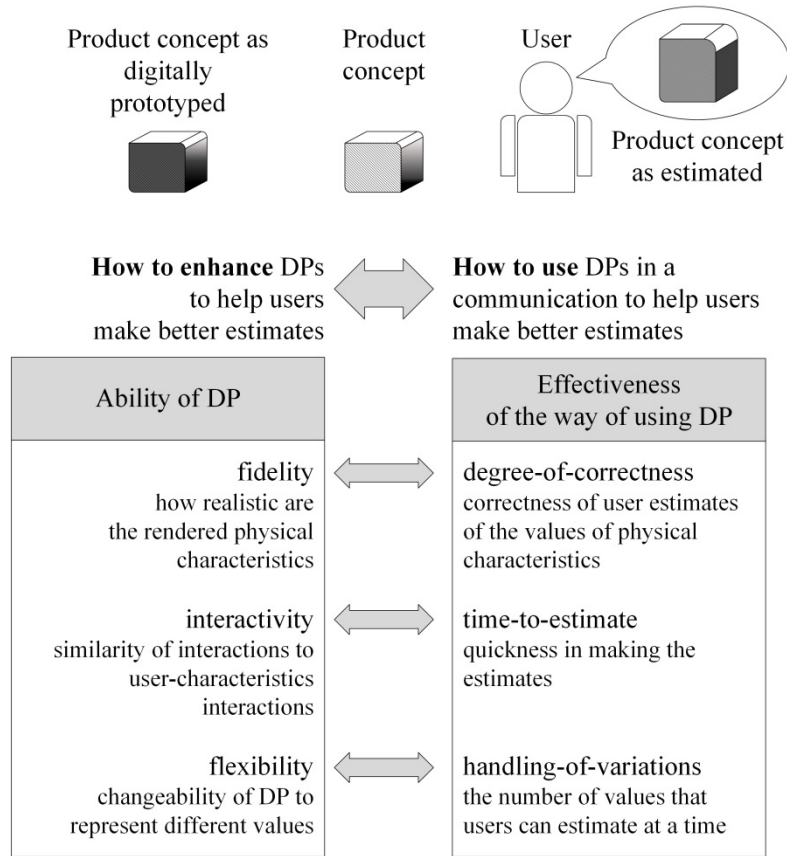 Product concept as
digitally
prototyped
Product
concept
User
Product concept
as estimated
How to enhance DPs
to help users
make better estimates
How to use DPs in a
communication to help users
make better estimates
Ability of DP
Effectiveness
of the way of using DP
fidelity
how realistic are
the rendered physical
characteristics
degree-of-correctness
correctness of user estimates
of the values of physical
characteristics
interactivity
similarity of interactions to
user-characteristics
interactions
time-to-estimate
quickness in making the
estimates
flexibility
changeability of DP to
represent different values
handling-of-variations
the number of values that
users can estimate at a time